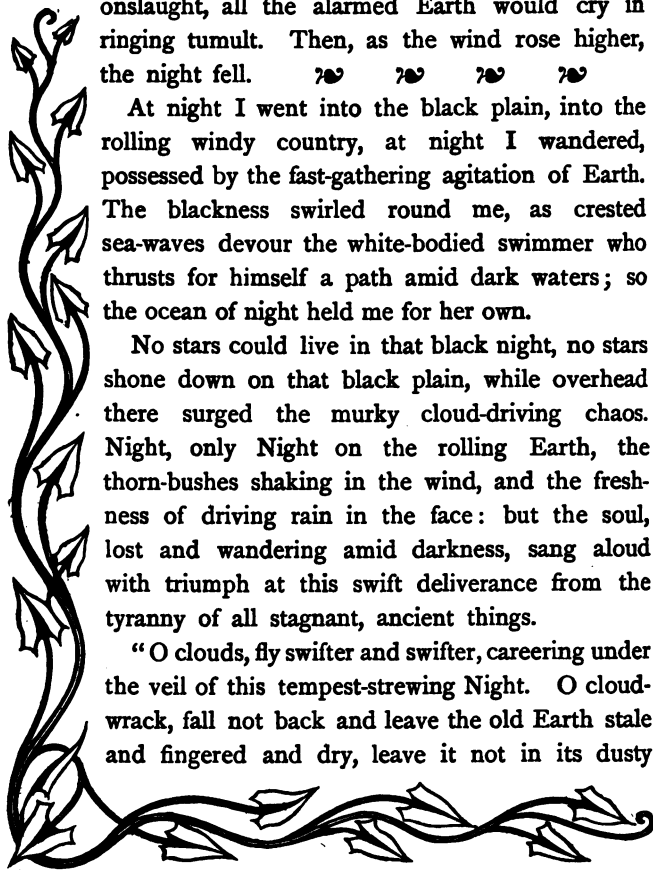 onslaught, all the alarmed Earth would cry in
ringing tumult. Then, as the wind rose higher,
the night fell. ❧ ❧ ❧ ❧
At night I went into the black plain, into the
rolling windy country, at night I wandered,
possessed by the fast-gathering agitation of Earth.
The blackness swirled round me, as crested
sea-waves devour the white-bodied swimmer who
thrusts for himself a path amid dark waters; so
the ocean of night held me for her own.
No stars could live in that black night, no stars
shone down on that black plain, while overhead
there surged the murky cloud-driving chaos.
Night, only Night on the rolling Earth, the
thorn-bushes shaking in the wind, and the fresh-
ness of driving rain in the face: but the soul,
lost and wandering amid darkness, sang aloud
with triumph at this swift deliverance from the
tyranny of all stagnant, ancient things.
"O clouds, fly swifter and swifter, careering under
the veil of this tempest-strewing Night. O cloud-
wrack, fall not back and leave the old Earth stale
and fingered and dry, leave it not in its dusty